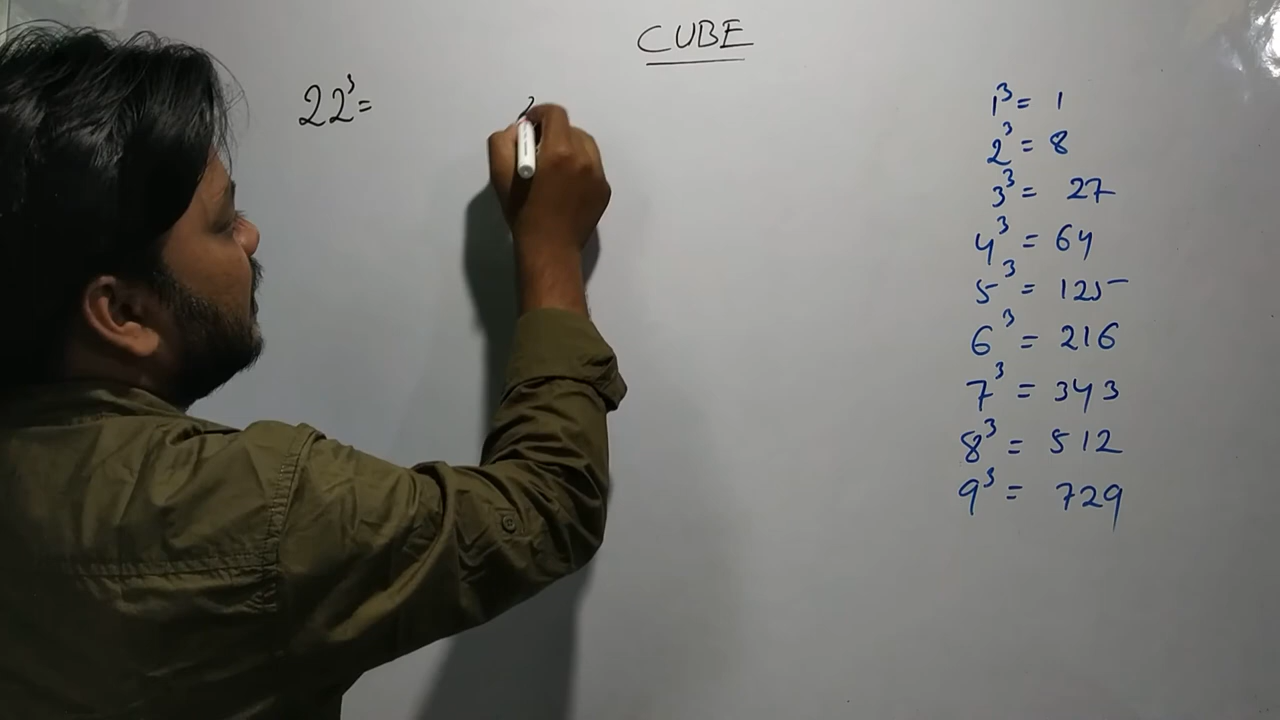 CUBE
22³=
1³ = 1
2³ = 8
3³ = 27
4³ = 64
5³ = 125
6³ = 216
7³ = 343
8³ = 512
9³ = 729